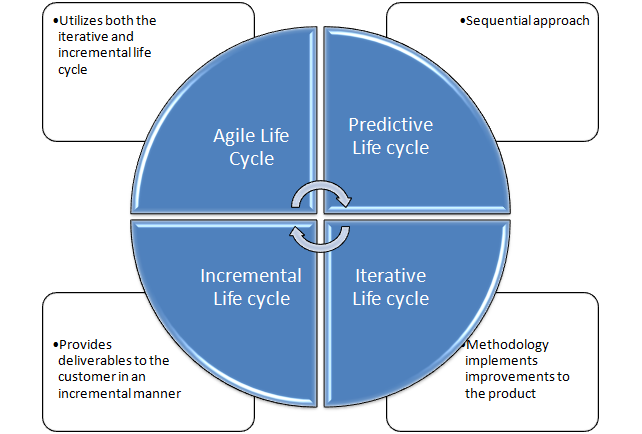 •Utilizes both the
iterative and
incremental life
cycle
•Sequential approach
Agile Life
Cycle
Predictive
Life cycle
Incremental
Life cycle
Iterative
Life cycle
•Provides
deliverables to the
customer in an
incremental manner
•Methodology
implements
improvements to
the product